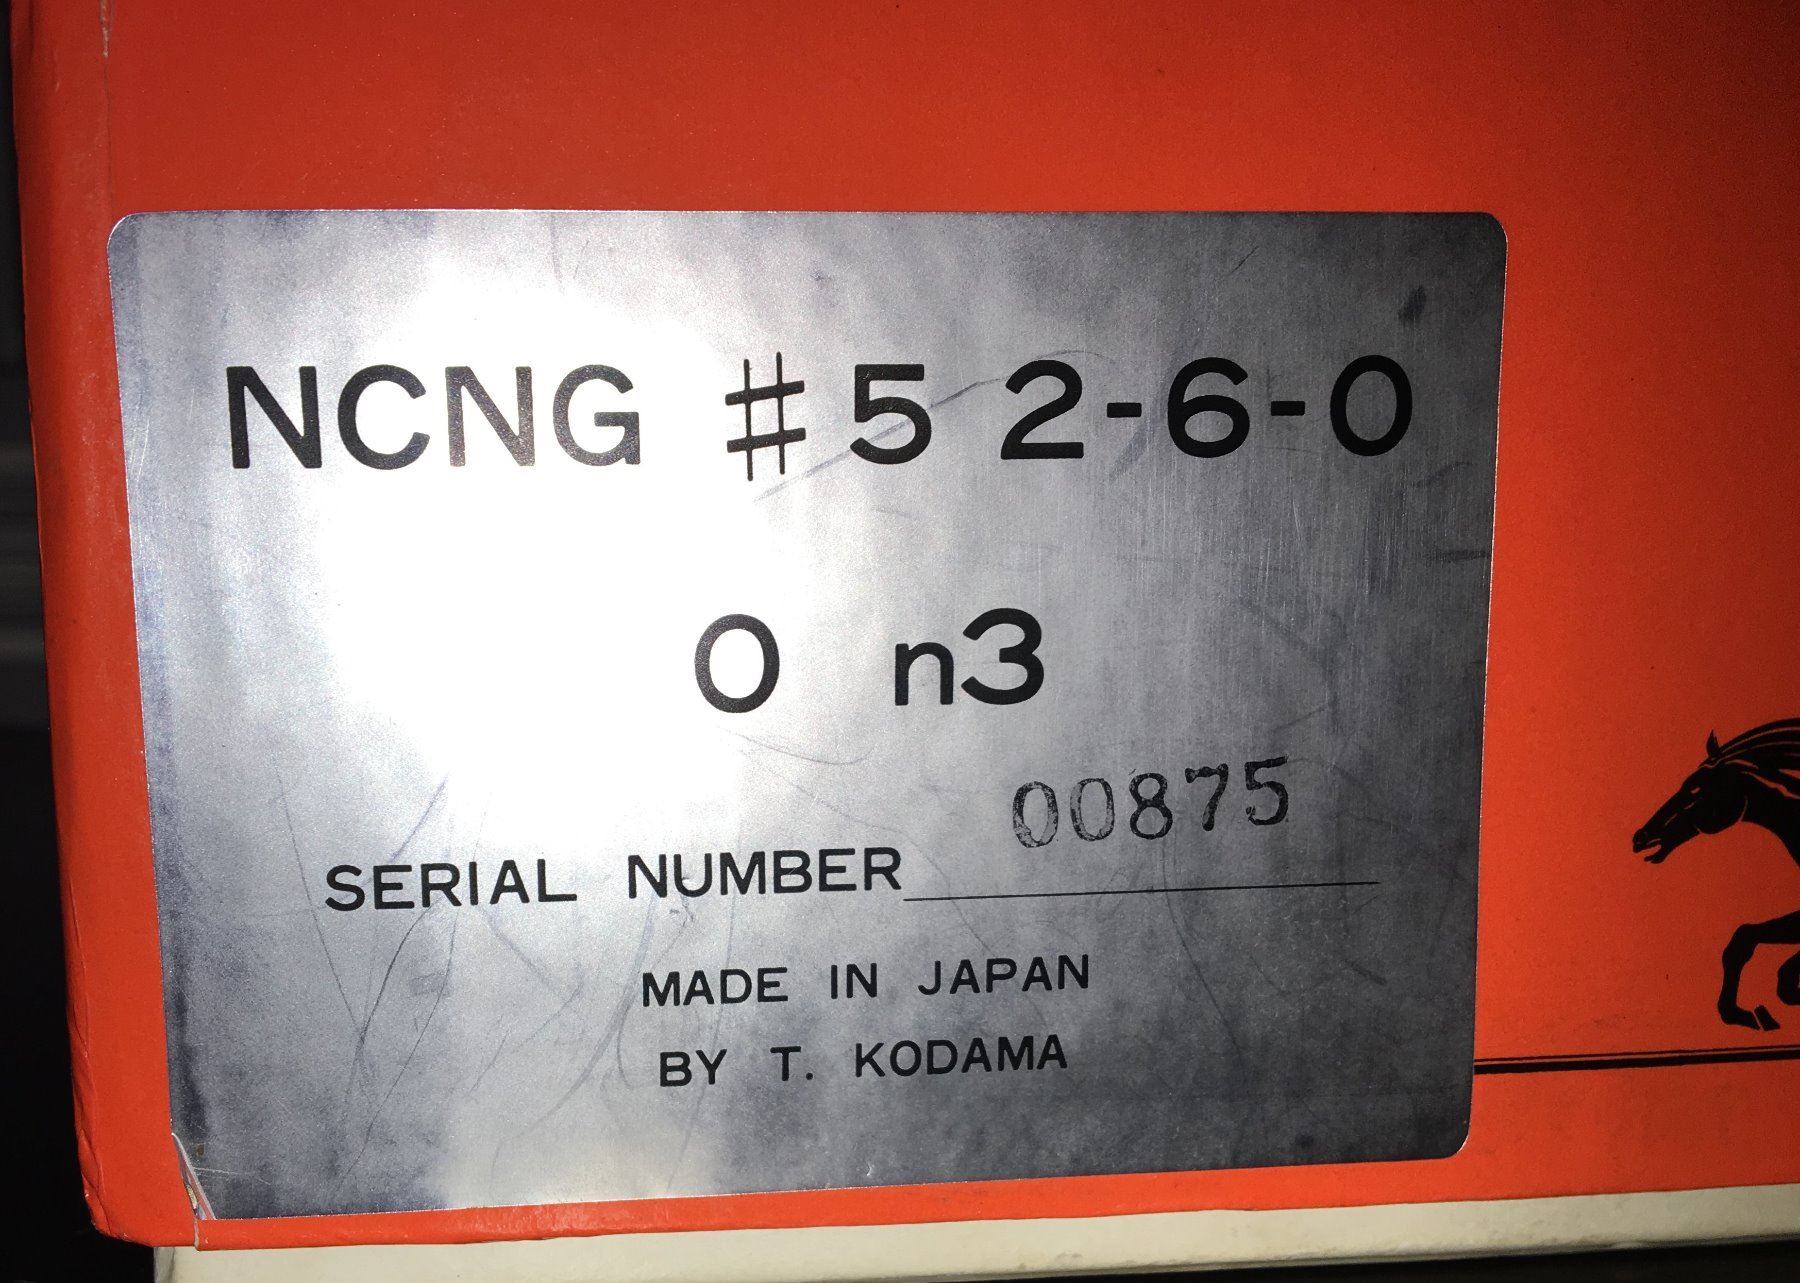 NCNG #5 2-6-0
0 n3
SERIAL NUMBER 00875
MADE IN JAPAN
BY T. KODAMA